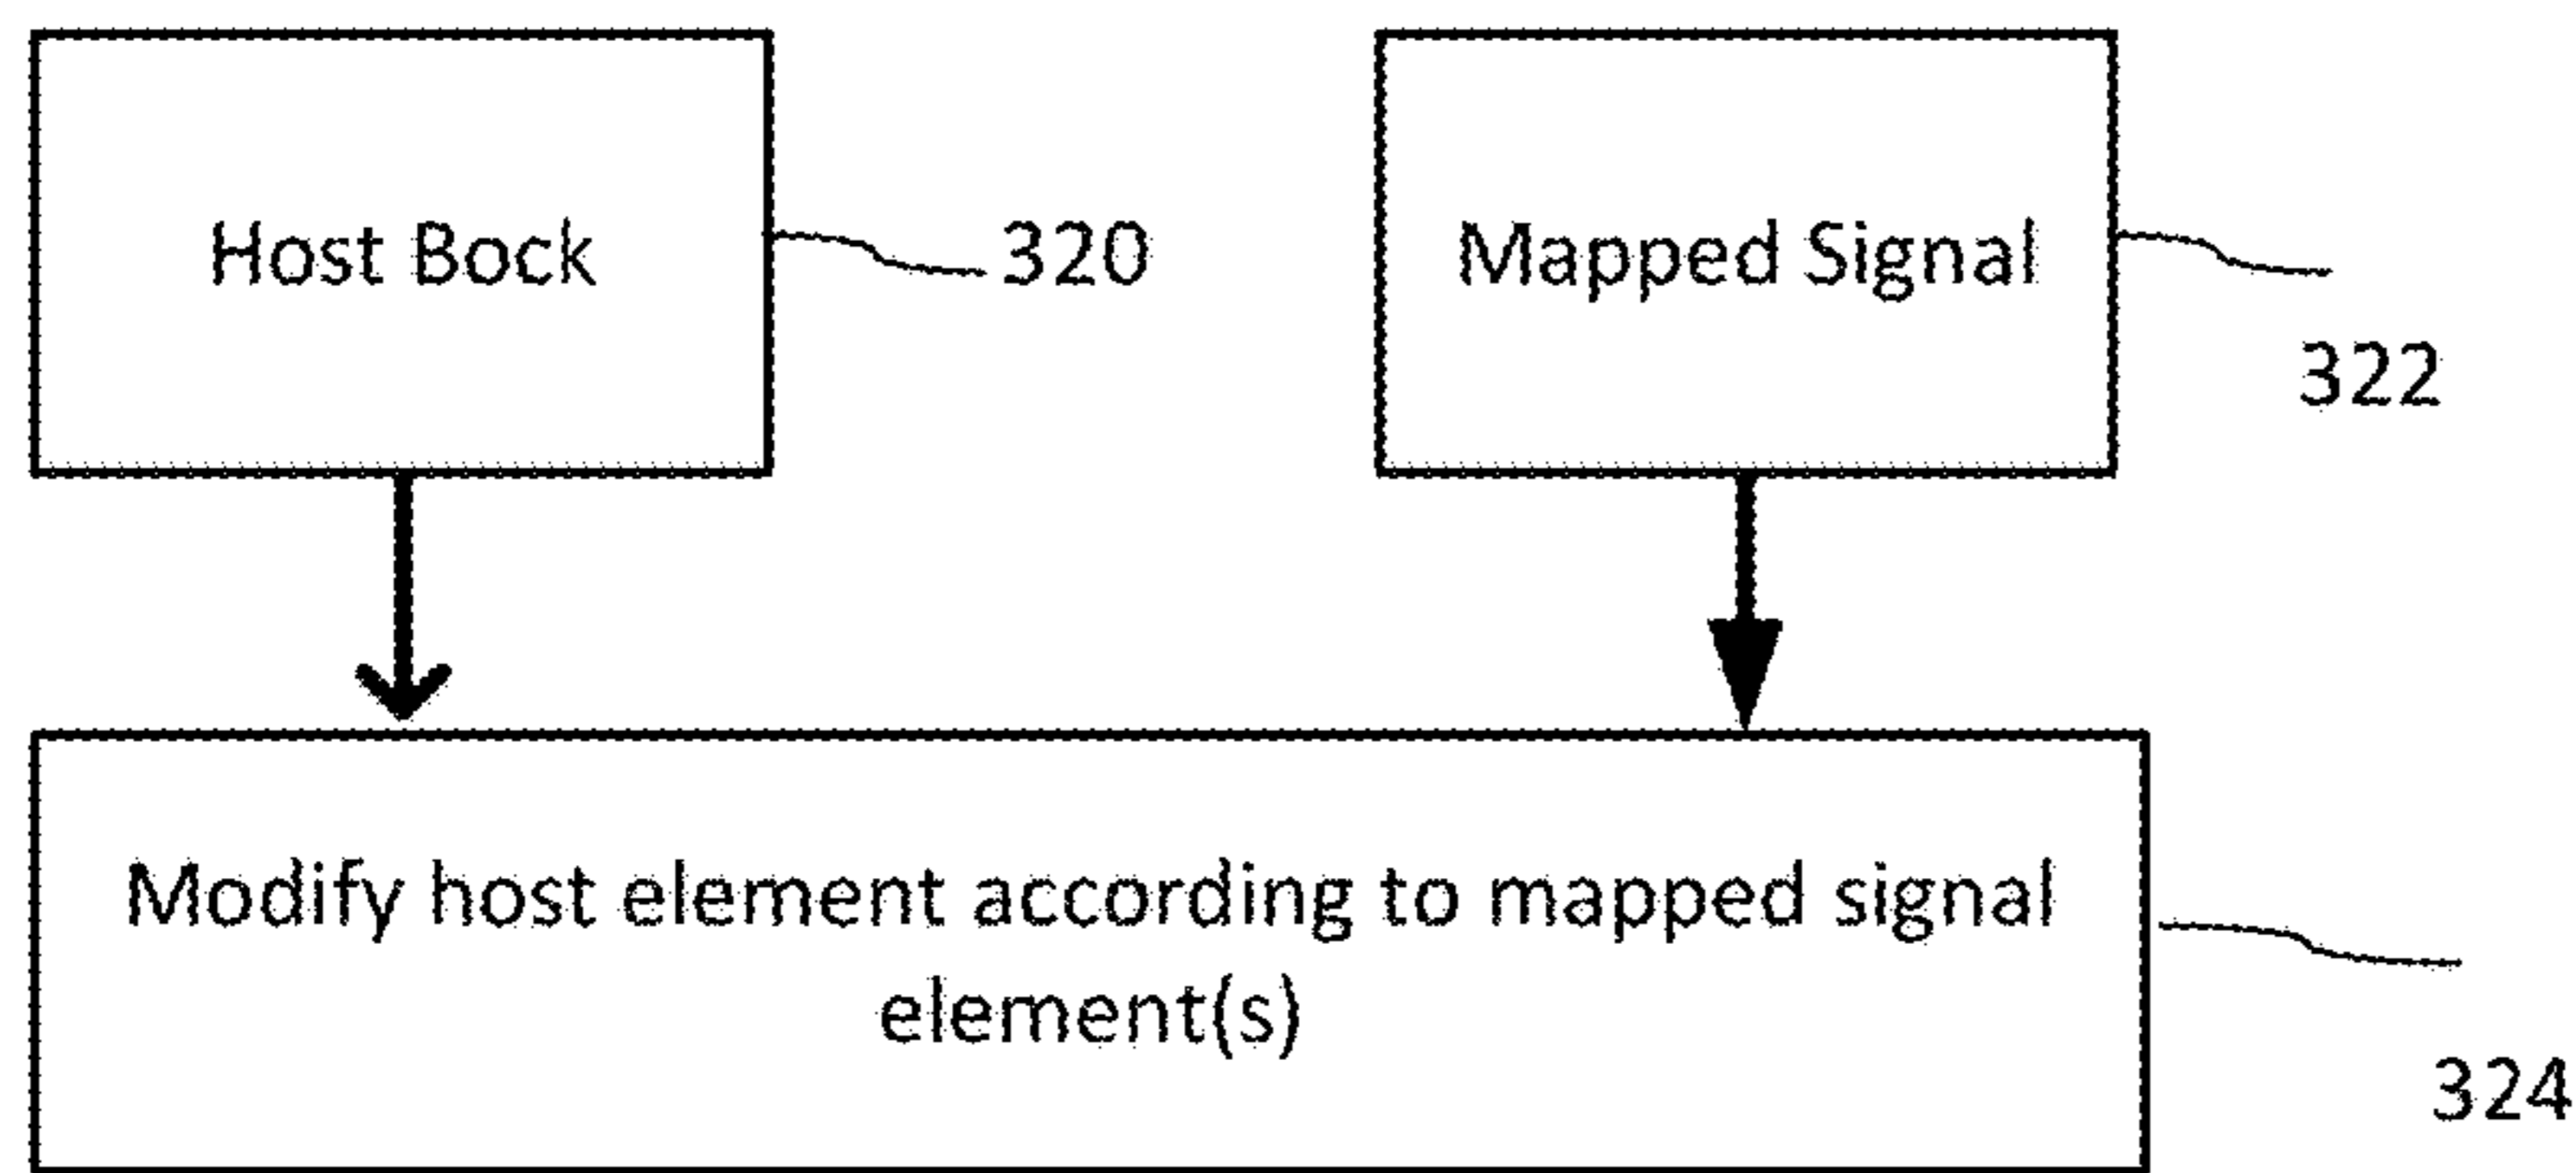 Host Bock
320
Mapped Signal
322
Modify host element according to mapped signal
element(s)
324